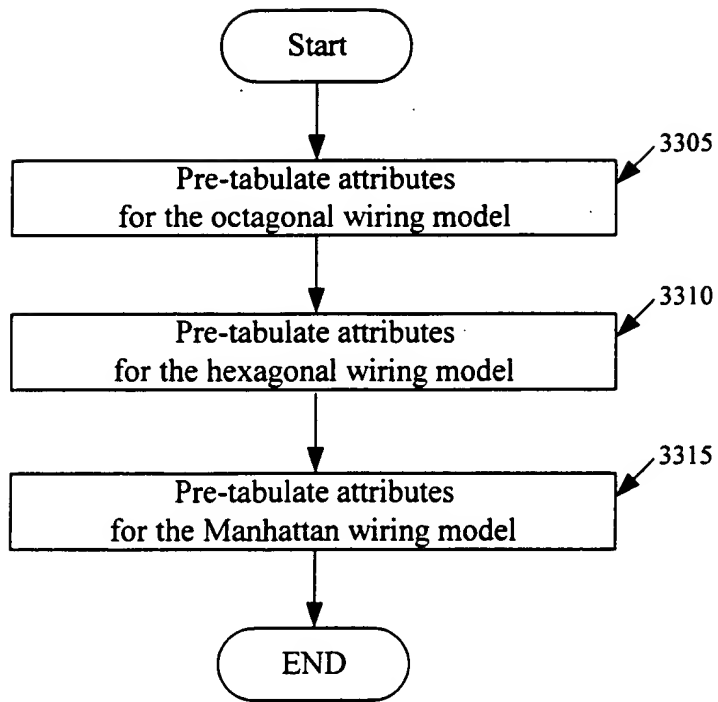 Start
3305
Pre-tabulate attributes
for the octagonal wiring model
3310
Pre-tabulate attributes
for the hexagonal wiring model
3315
Pre-tabulate attributes
for the Manhattan wiring model
END